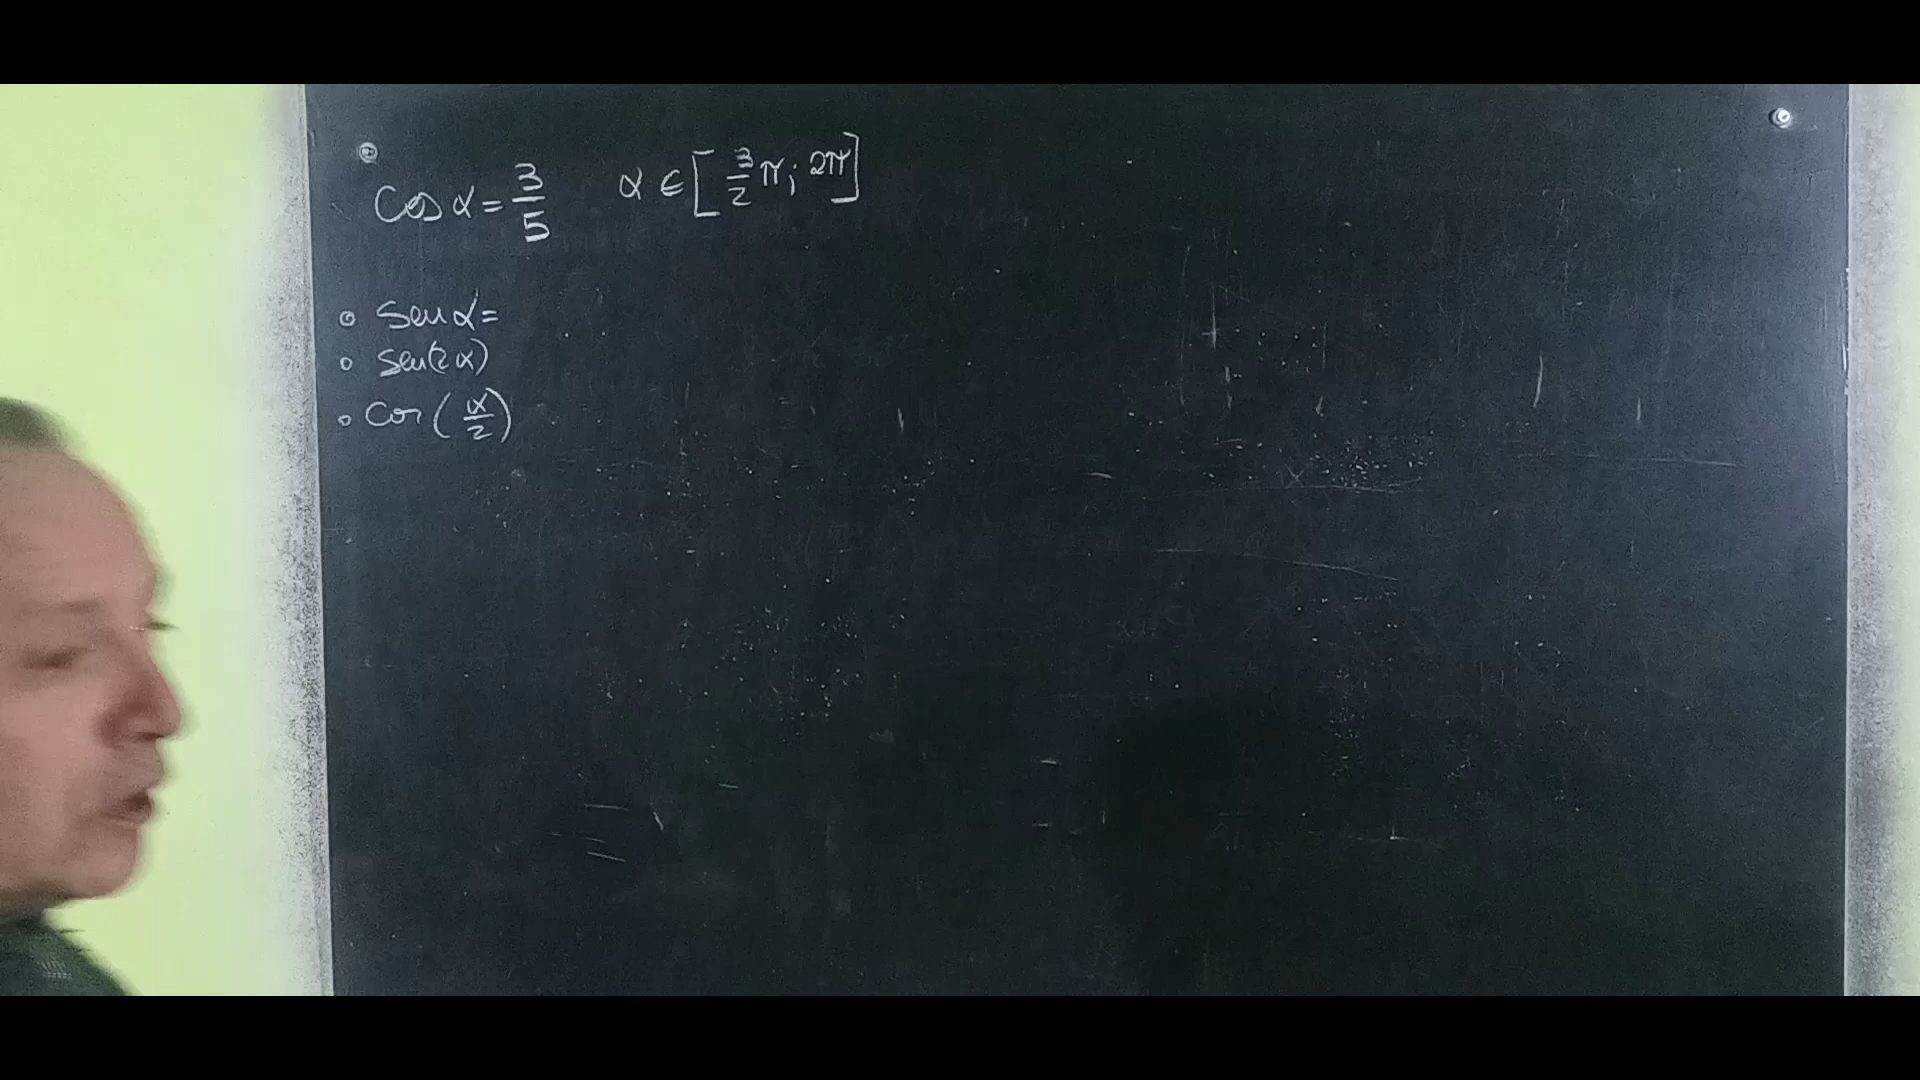 cos α = 3/5 α ∈ [3/2 π; 2π]
• sen α =
• sen(2α)
• cos(α/2)